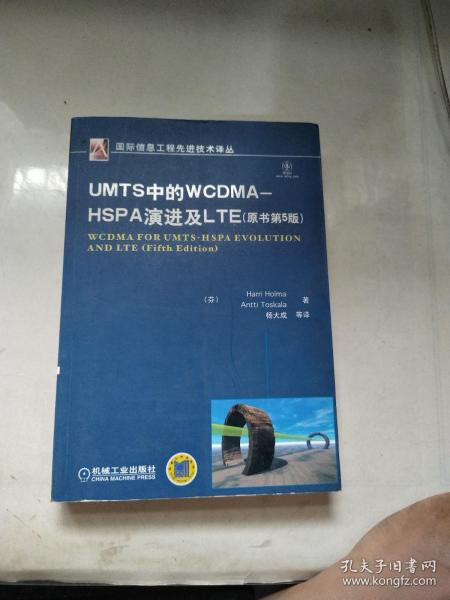 国际信息工程先进技术译丛
UMTS中的WCDMA–
HSPA演进及LTE(原书第5版)
WCDMA FOR UMTS-HSPA EVOLUTION
AND LTE (Fifth Edition)
(芬) Harri Holma
Antti Toskala 著
杨大成 等译
机械工业出版社
CHINA MACHINE PRESS
孔夫子旧书网
www.kongfz.com